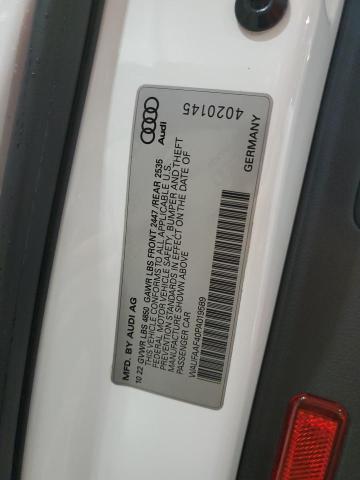 Audi
4020145
GERMANY
MFD. BY AUDI AG
10.22 GVWR LBS 4850 GAWR LBS FRONT 2447 /REAR 2535
THIS VEHICLE CONFORMS TO ALL APPLICABLE U.S.
FEDERAL MOTOR VEHICLE SAFETY, BUMPER AND THEFT
PREVENTION STANDARDS IN EFFECT ON THE DATE OF
MANUFACTURE SHOWN ABOVE
PASSENGER CAR
WAUFAAF40PA019589